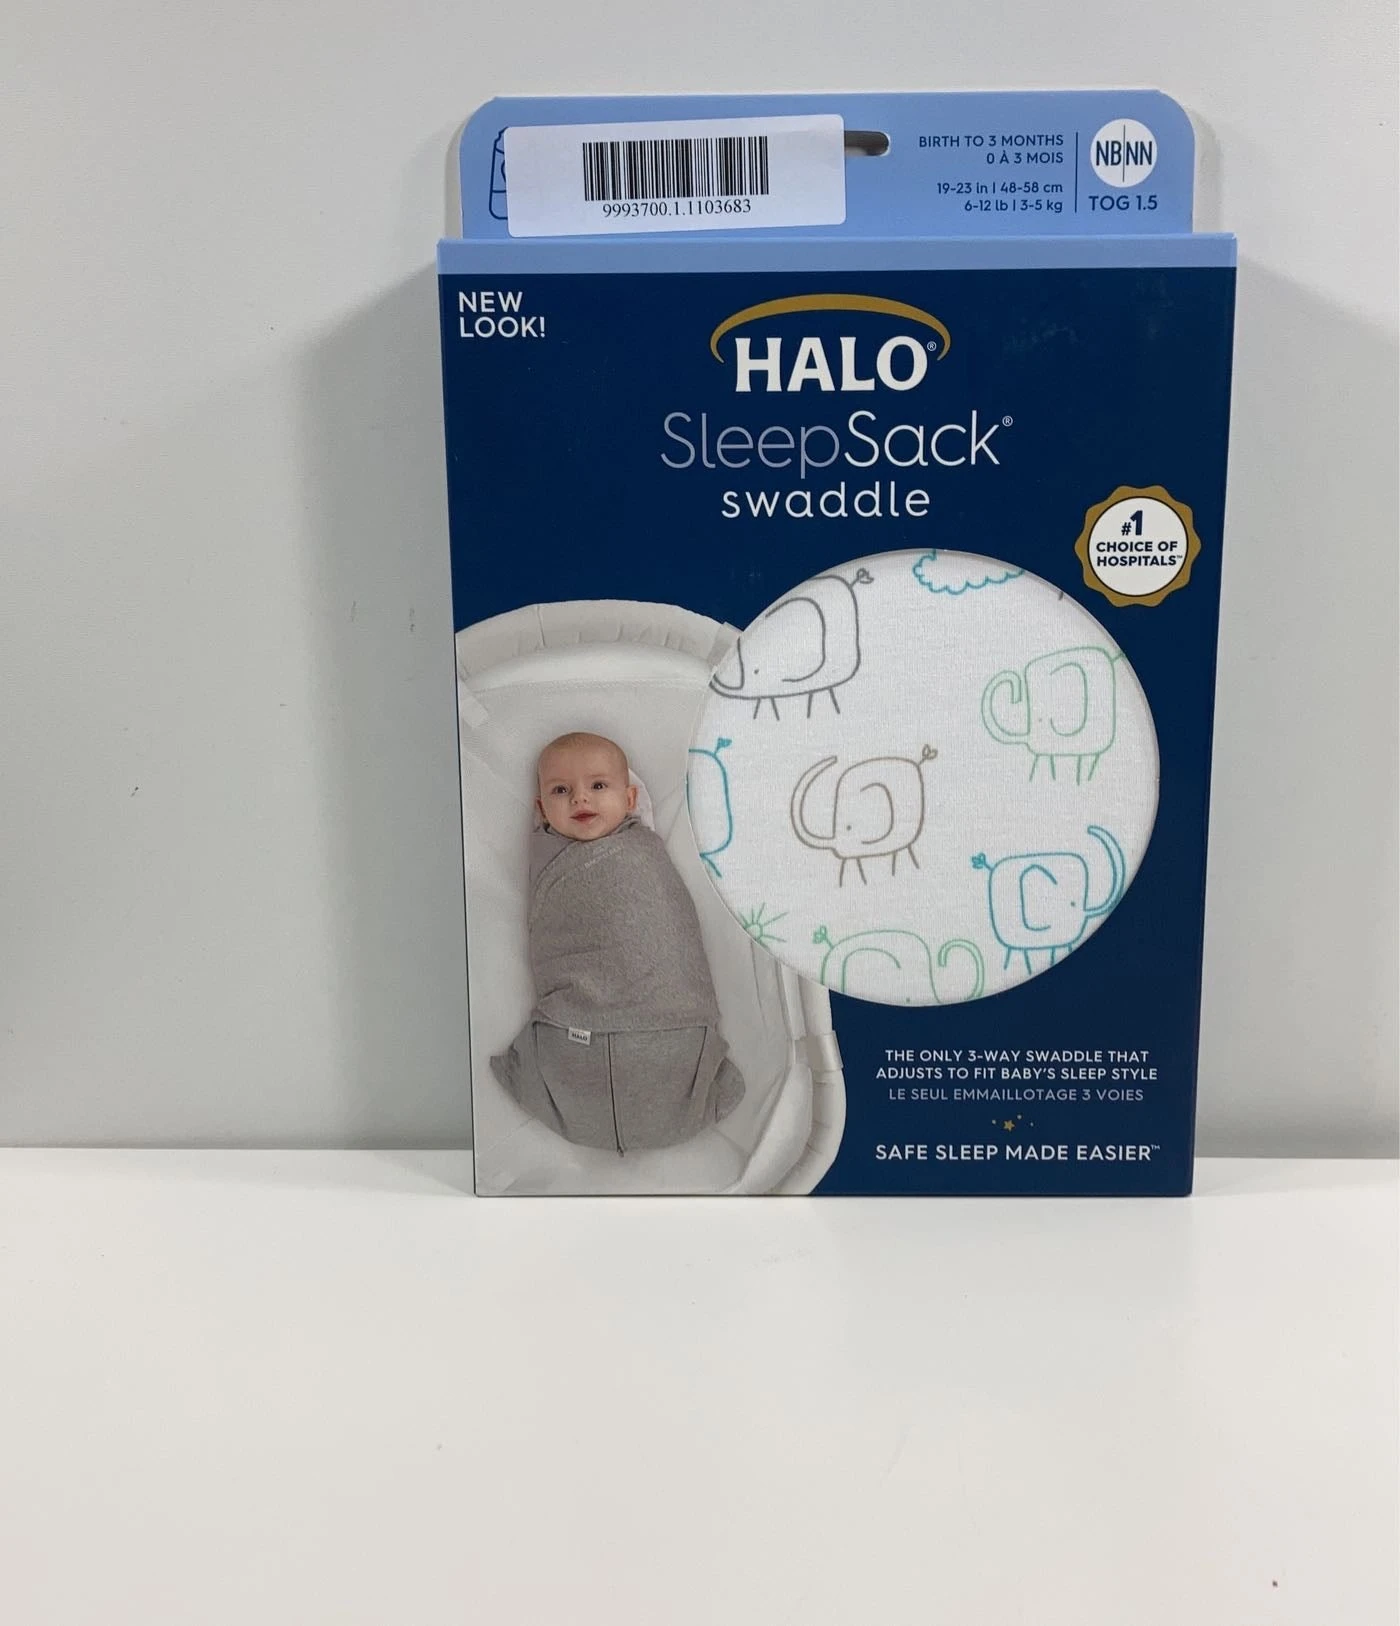 9993700.1.1103683
BIRTH TO 3 MONTHS
0 À 3 MOIS
19-23 in | 48-58 cm
6-12 lb | 3-5 kg
NB|NN
TOG 1.5
NEW
LOOK!
HALO®
SleepSack®
swaddle
#1
CHOICE OF
HOSPITALS™
HALO
THE ONLY 3-WAY SWADDLE THAT
ADJUSTS TO FIT BABY'S SLEEP STYLE
LE SEUL EMMAILLOTAGE 3 VOIES
SAFE SLEEP MADE EASIER™